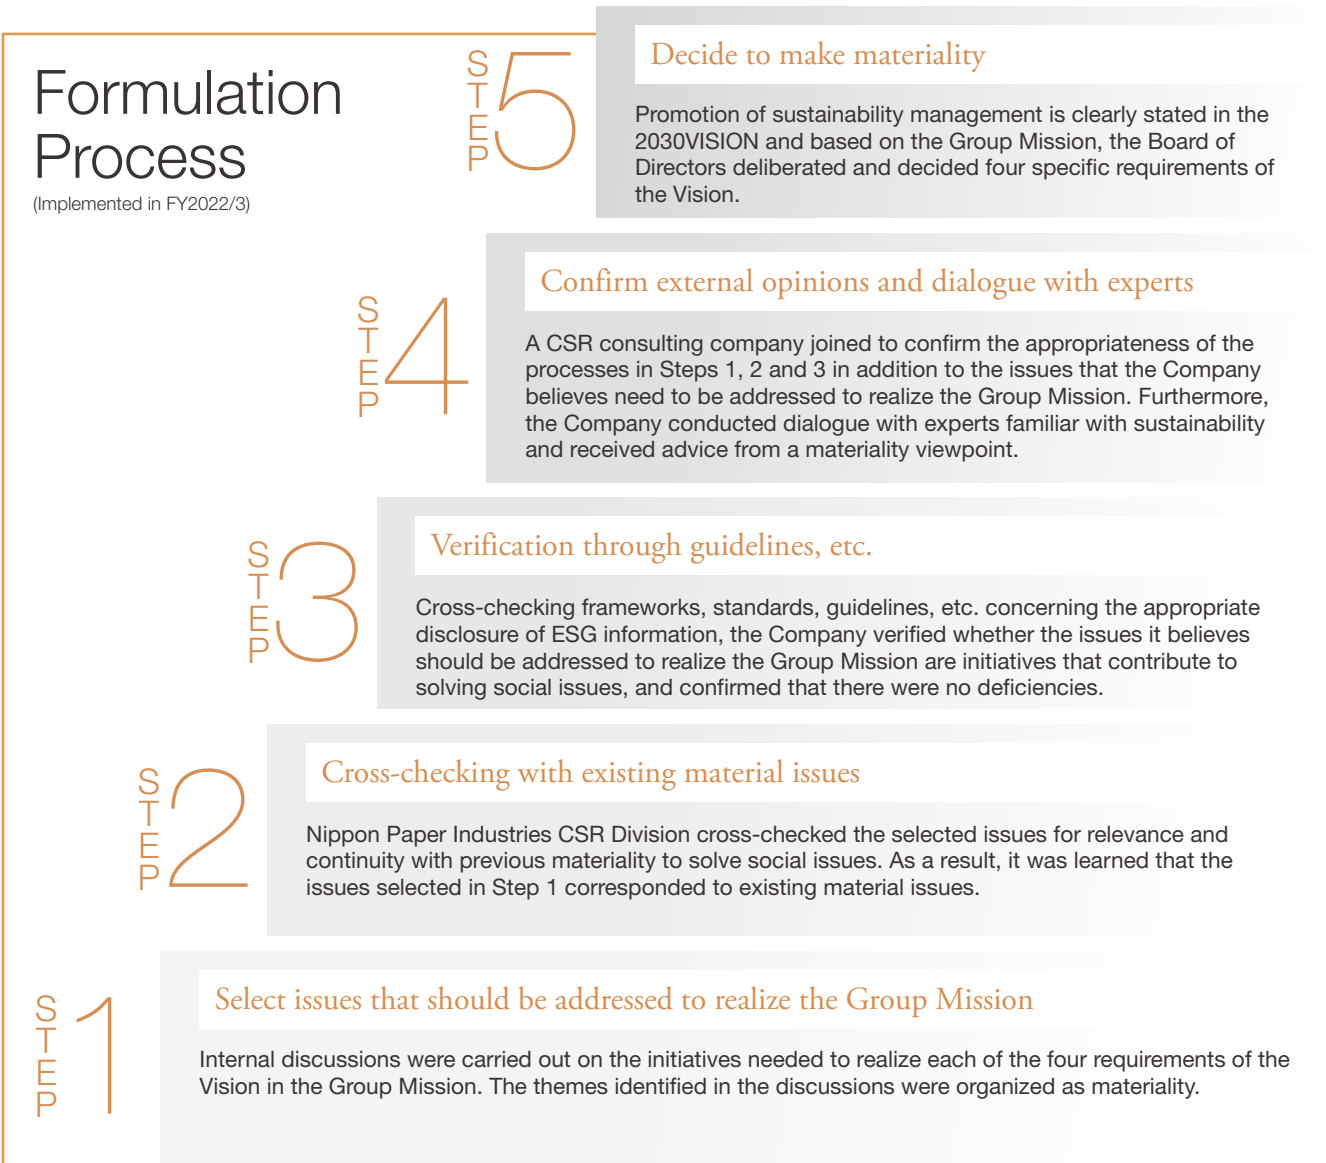 Formulation
Process
(Implemented in FY2022/3)
STEP 5
Decide to make materiality
Promotion of sustainability management is clearly stated in the
2030VISION and based on the Group Mission, the Board of
Directors deliberated and decided four specific requirements of
the Vision.
STEP 4
Confirm external opinions and dialogue with experts
A CSR consulting company joined to confirm the appropriateness of the
processes in Steps 1, 2 and 3 in addition to the issues that the Company
believes need to be addressed to realize the Group Mission. Furthermore,
the Company conducted dialogue with experts familiar with sustainability
and received advice from a materiality viewpoint.
STEP 3
Verification through guidelines, etc.
Cross-checking frameworks, standards, guidelines, etc. concerning the appropriate
disclosure of ESG information, the Company verified whether the issues it believes
should be addressed to realize the Group Mission are initiatives that contribute to
solving social issues, and confirmed that there were no deficiencies.
STEP 2
Cross-checking with existing material issues
Nippon Paper Industries CSR Division cross-checked the selected issues for relevance and
continuity with previous materiality to solve social issues. As a result, it was learned that the
issues selected in Step 1 corresponded to existing material issues.
STEP 1
Select issues that should be addressed to realize the Group Mission
Internal discussions were carried out on the initiatives needed to realize each of the four requirements of the
Vision in the Group Mission. The themes identified in the discussions were organized as materiality.